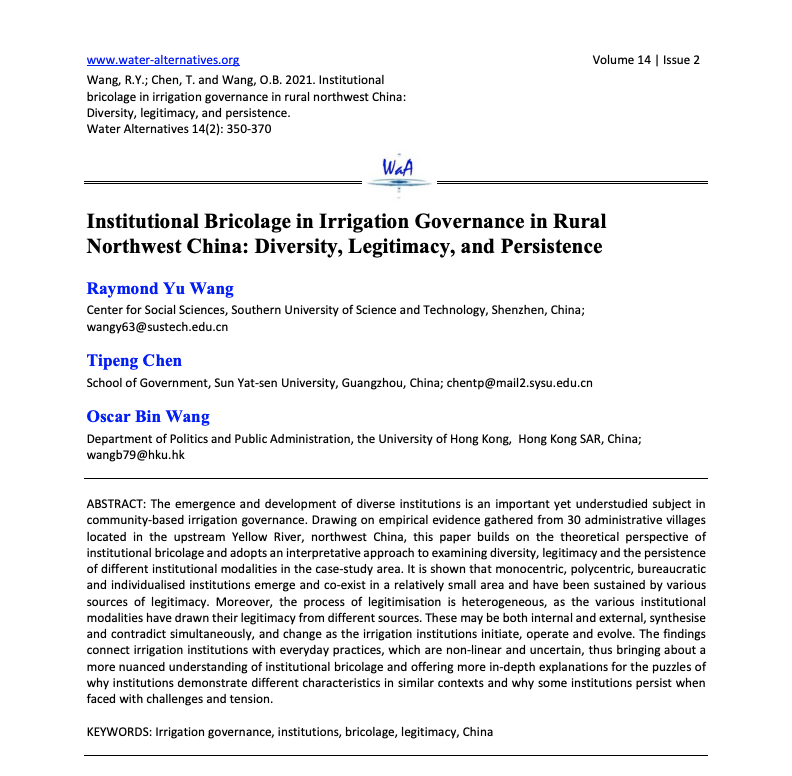 www.water-alternatives.org
Volume 14 | Issue 2
Wang, R.Y.; Chen, T. and Wang, O.B. 2021. Institutional
bricolage in irrigation governance in rural northwest China:
Diversity, legitimacy, and persistence.
Water Alternatives 14(2): 350-370
WaA
Institutional Bricolage in Irrigation Governance in Rural
Northwest China: Diversity, Legitimacy, and Persistence
Raymond Yu Wang
Center for Social Sciences, Southern University of Science and Technology, Shenzhen, China;
wangy63@sustech.edu.cn
Tipeng Chen
School of Government, Sun Yat-sen University, Guangzhou, China; chentp@mail2.sysu.edu.cn
Oscar Bin Wang
Department of Politics and Public Administration, the University of Hong Kong, Hong Kong SAR, China;
wangb79@hku.hk
ABSTRACT: The emergence and development of diverse institutions is an important yet understudied subject in
community-based irrigation governance. Drawing on empirical evidence gathered from 30 administrative villages
located in the upstream Yellow River, northwest China, this paper builds on the theoretical perspective of
institutional bricolage and adopts an interpretative approach to examining diversity, legitimacy and the persistence
of different institutional modalities in the case-study area. It is shown that monocentric, polycentric, bureaucratic
and individualised institutions emerge and co-exist in a relatively small area and have been sustained by various
sources of legitimacy. Moreover, the process of legitimisation is heterogeneous, as the various institutional
modalities have drawn their legitimacy from different sources. These may be both internal and external, synthesise
and contradict simultaneously, and change as the irrigation institutions initiate, operate and evolve. The findings
connect irrigation institutions with everyday practices, which are non-linear and uncertain, thus bringing about a
more nuanced understanding of institutional bricolage and offering more in-depth explanations for the puzzles of
why institutions demonstrate different characteristics in similar contexts and why some institutions persist when
faced with challenges and tension.
KEYWORDS: Irrigation governance, institutions, bricolage, legitimacy, China